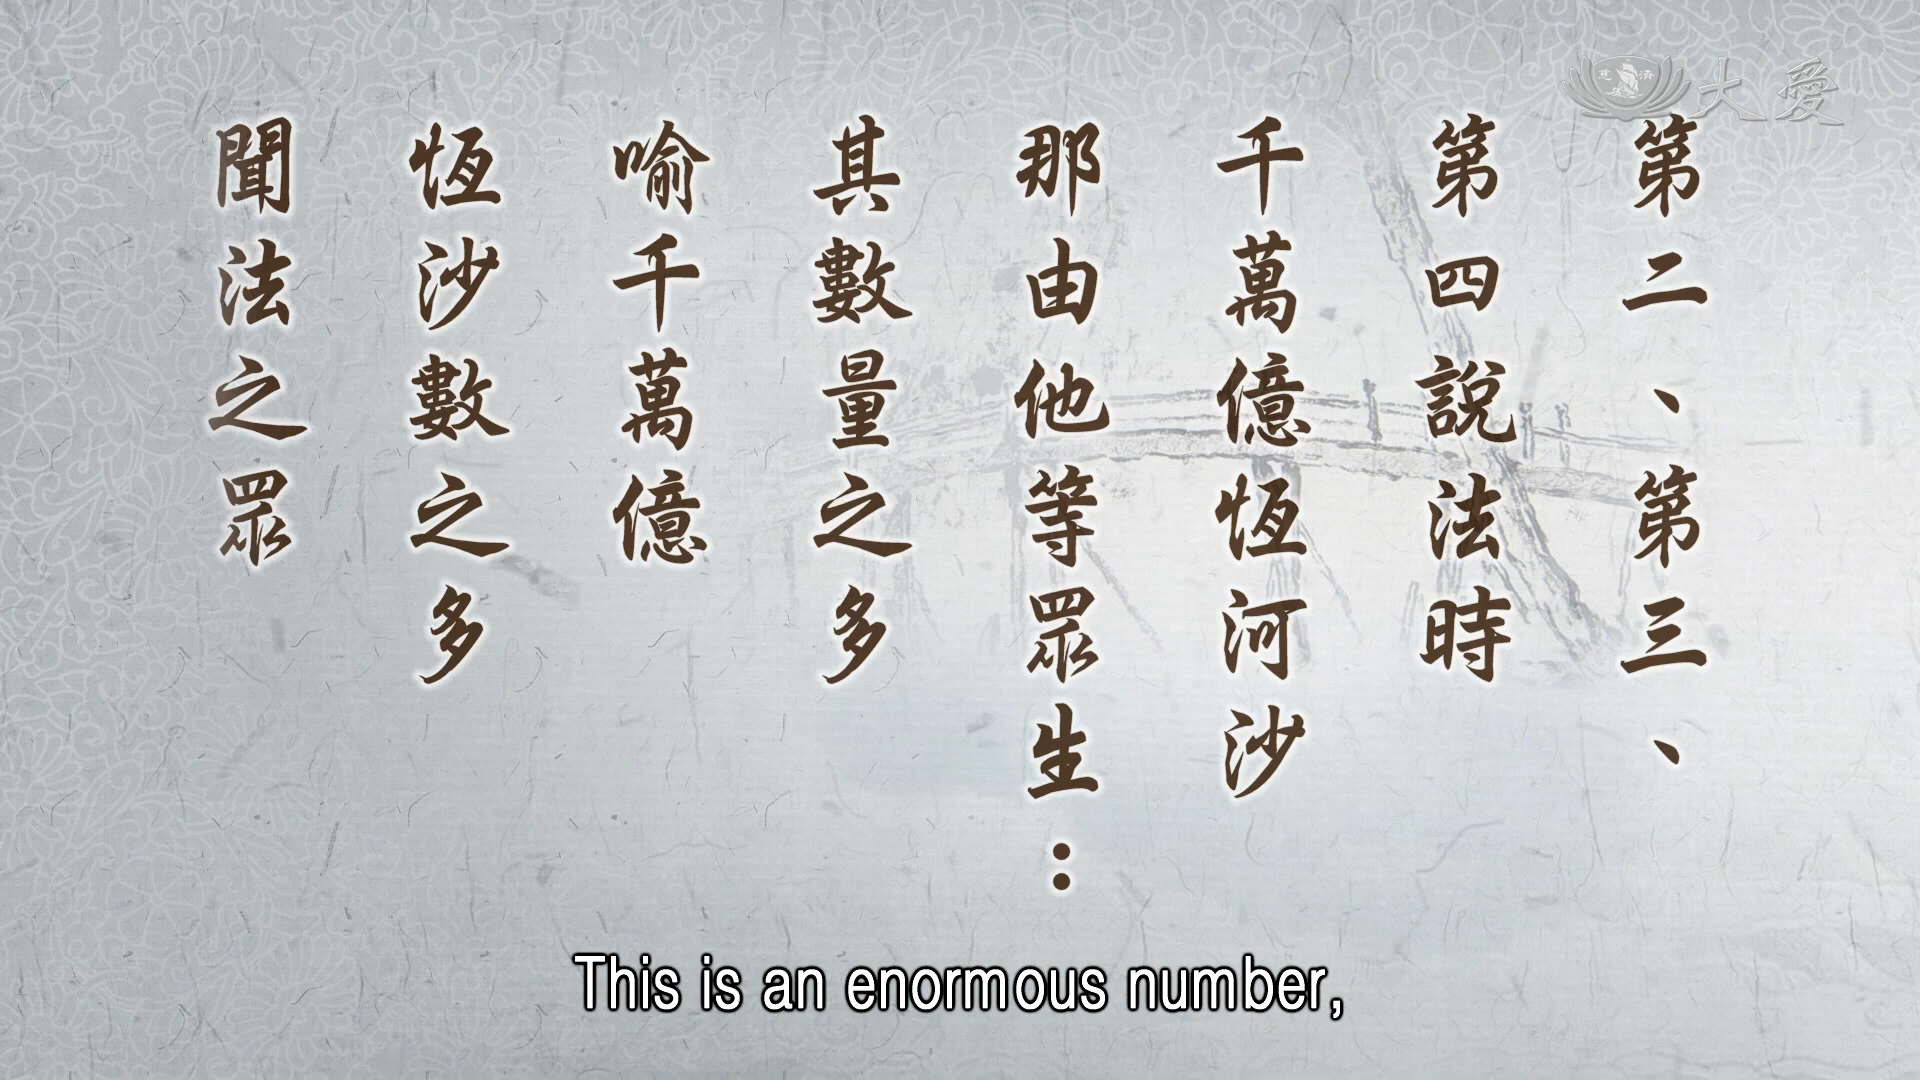 大愛
慈濟
第二、第三、
第四說法時
千萬億恆河沙
那由他等眾生：
其數量之多
喻千萬億
恆沙數之多
聞法之眾
This is an enormous number,